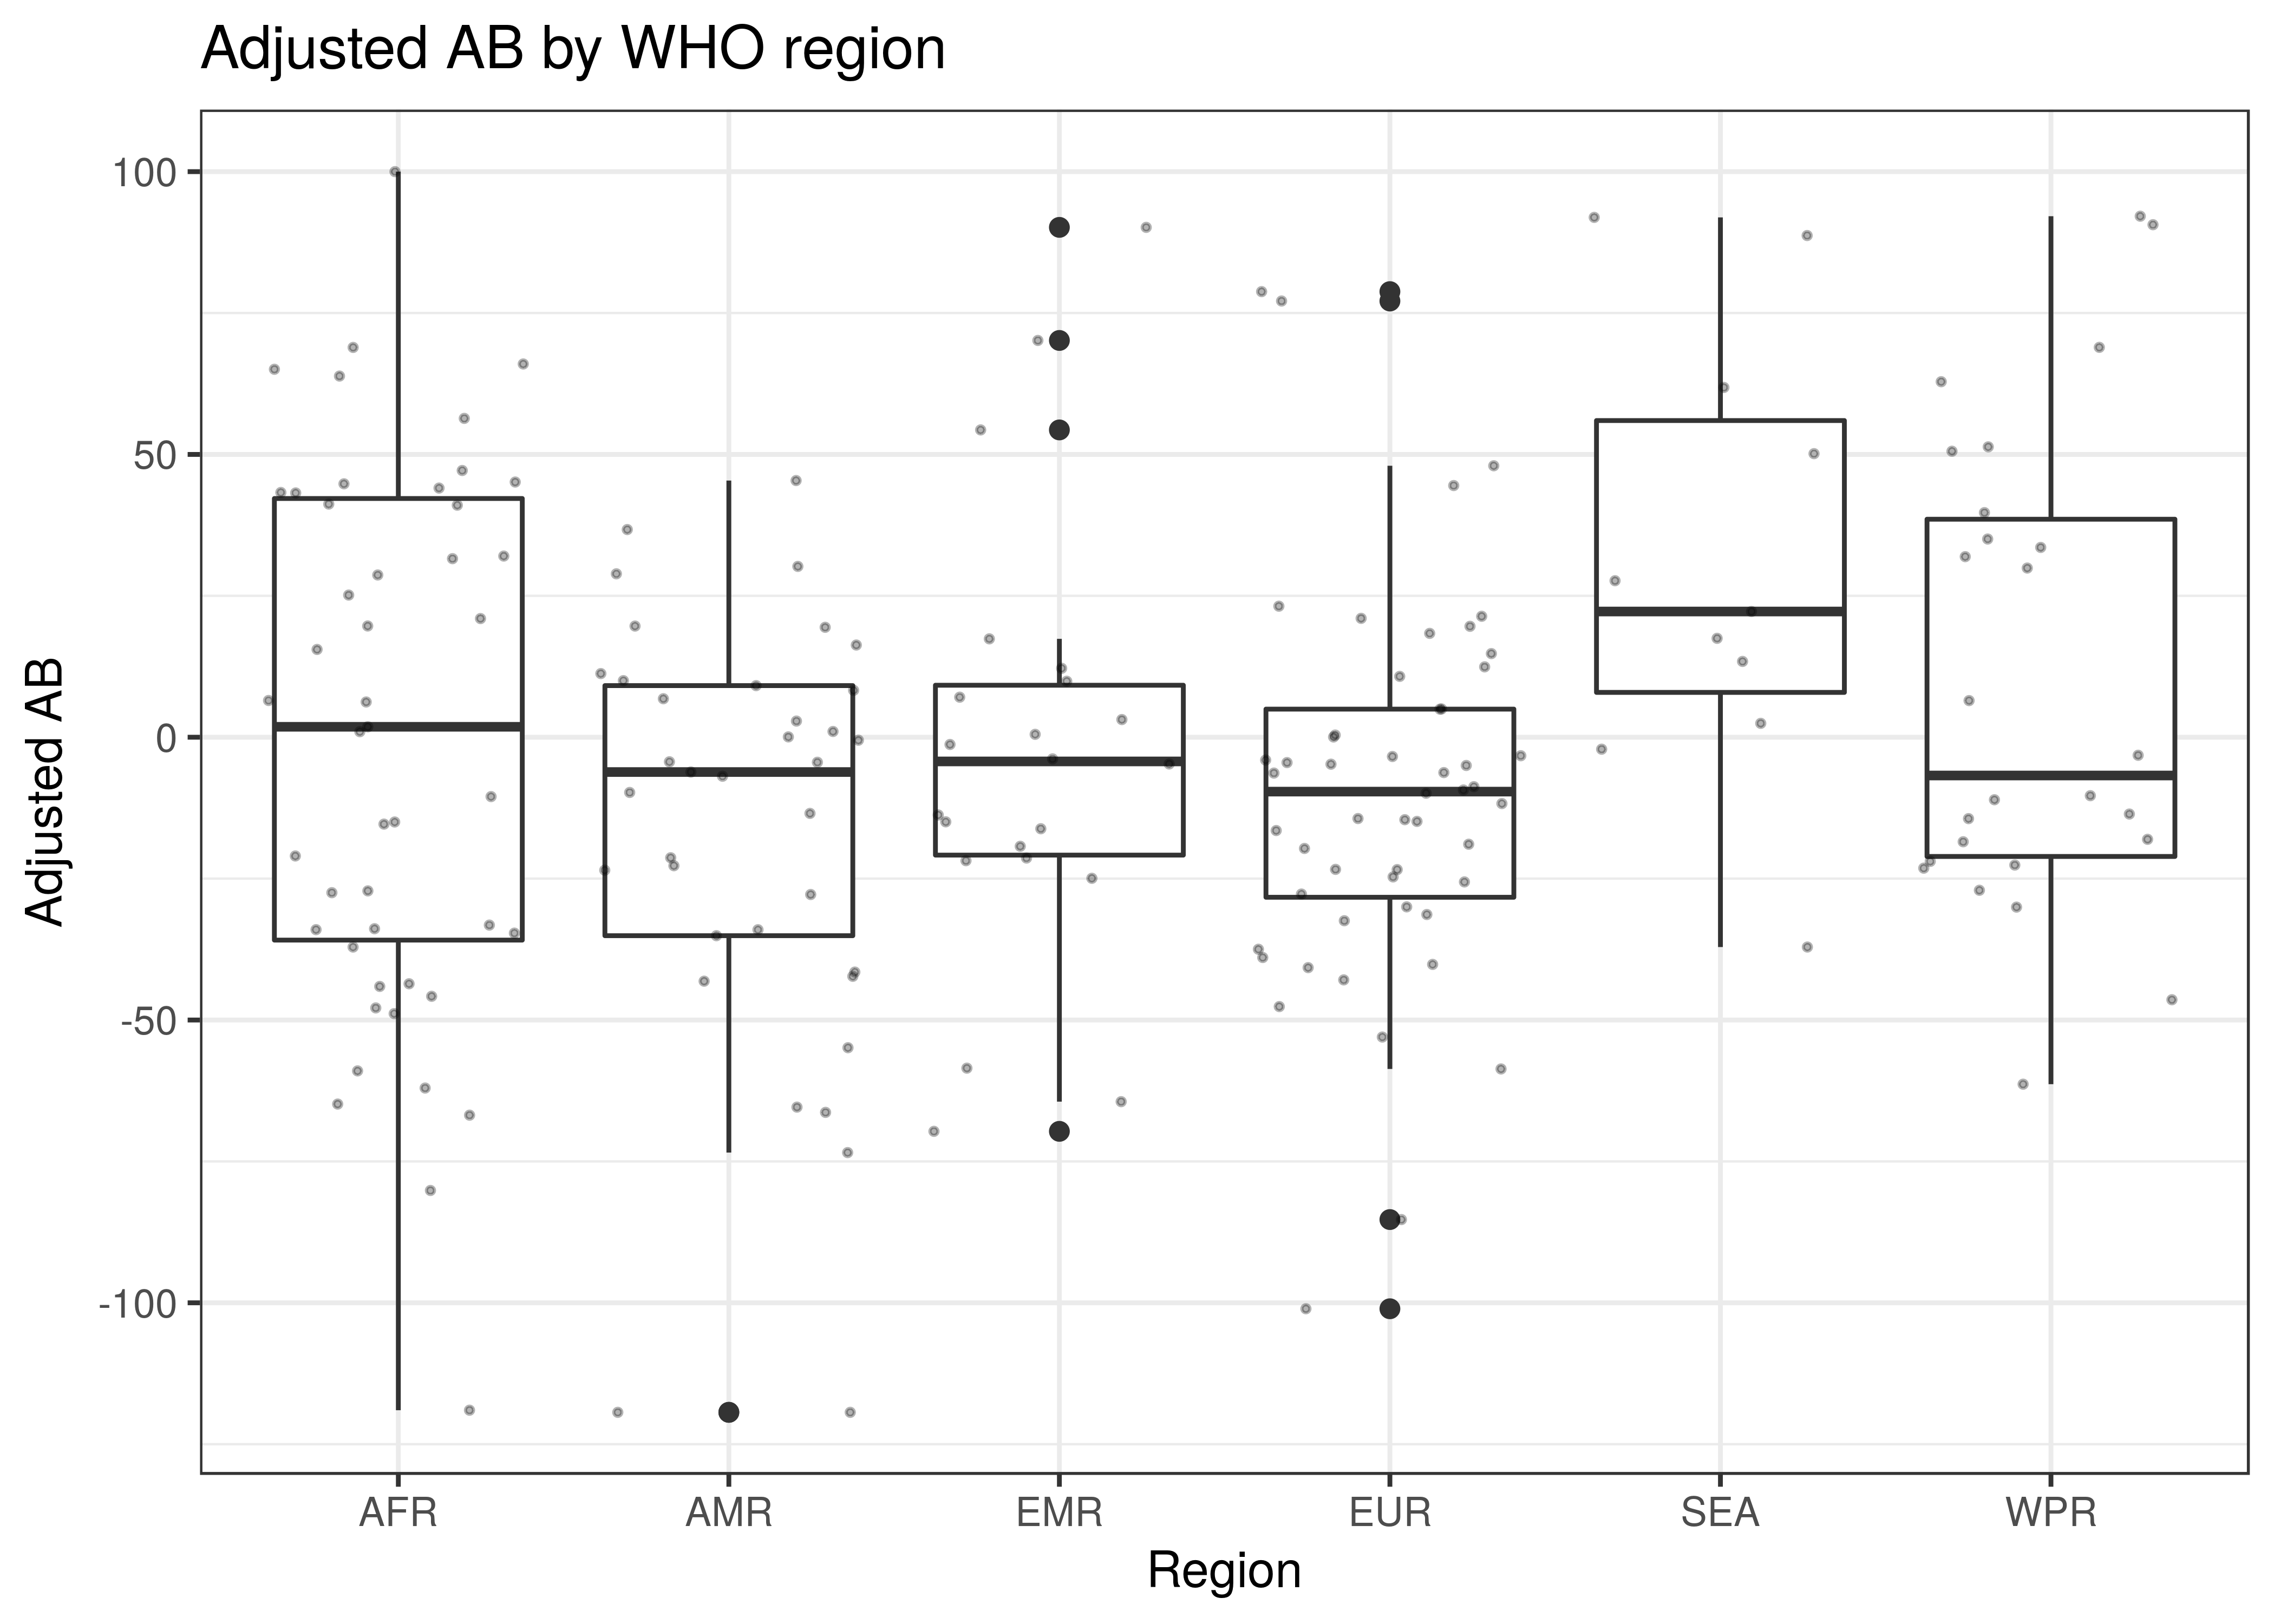 Adjusted AB by WHO region
Adjusted AB
100
50
0
-50
-100
AFR AMR EMR EUR SEA WPR
Region